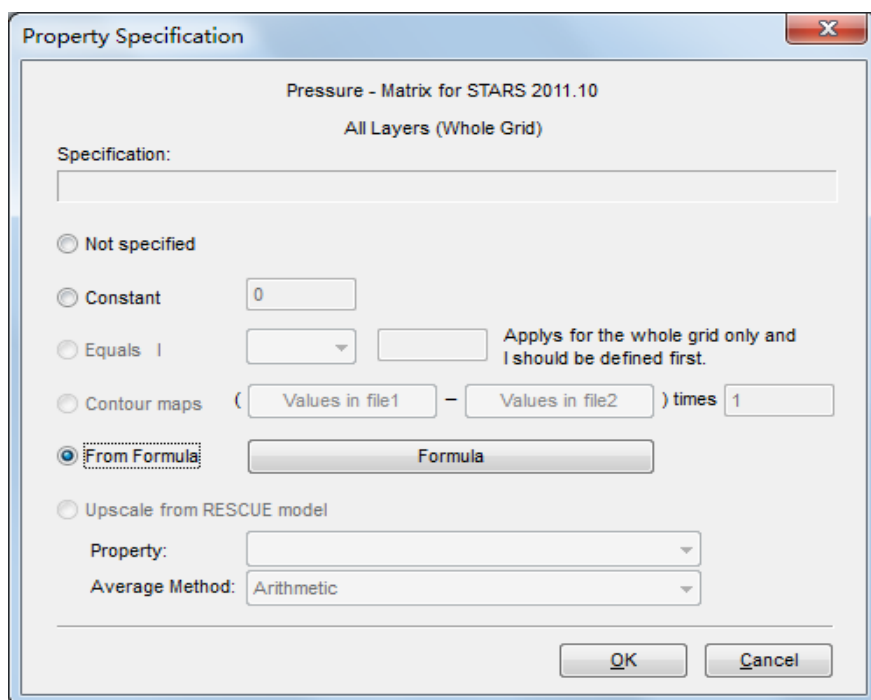 Property Specification
Pressure - Matrix for STARS 2011.10
All Layers (Whole Grid)
Specification:
Not specified
Constant 0
Equals I Applys for the whole grid only and
I should be defined first.
Contour maps ( Values in file1 – Values in file2 ) times 1
From Formula Formula
Upscale from RESCUE model
Property:
Average Method: Arithmetic
OK Cancel